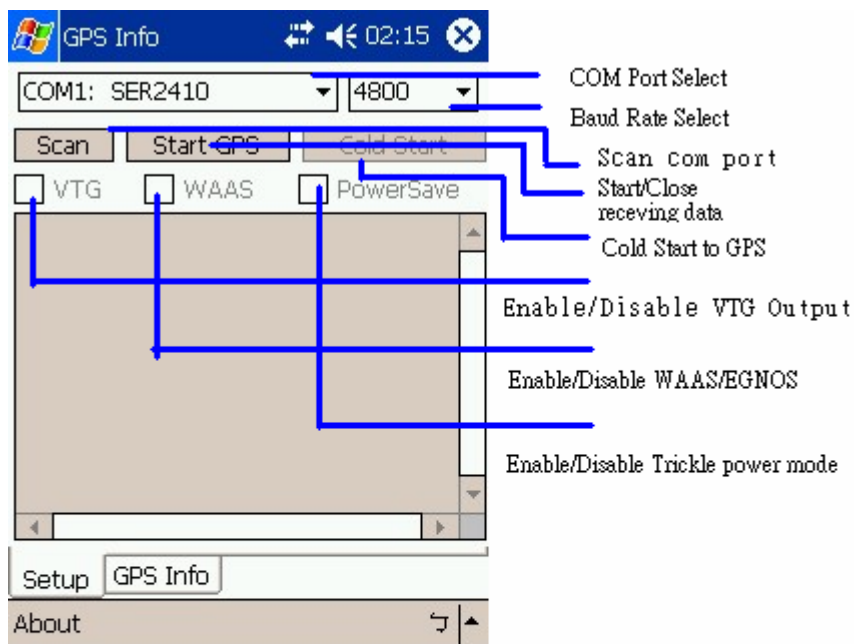 GPS Info 02:15
COM1: SER2410 4800
COM Port Select
Baud Rate Select
Scan Start GPS Cold Start
Scan com port
VTG WAAS PowerSave
Start/Close
receving data
Cold Start to GPS
Enable/Disable VTG Output
Enable/Disable WAAS/EGNOS
Enable/Disable Trickle power mode
Setup GPS Info
About